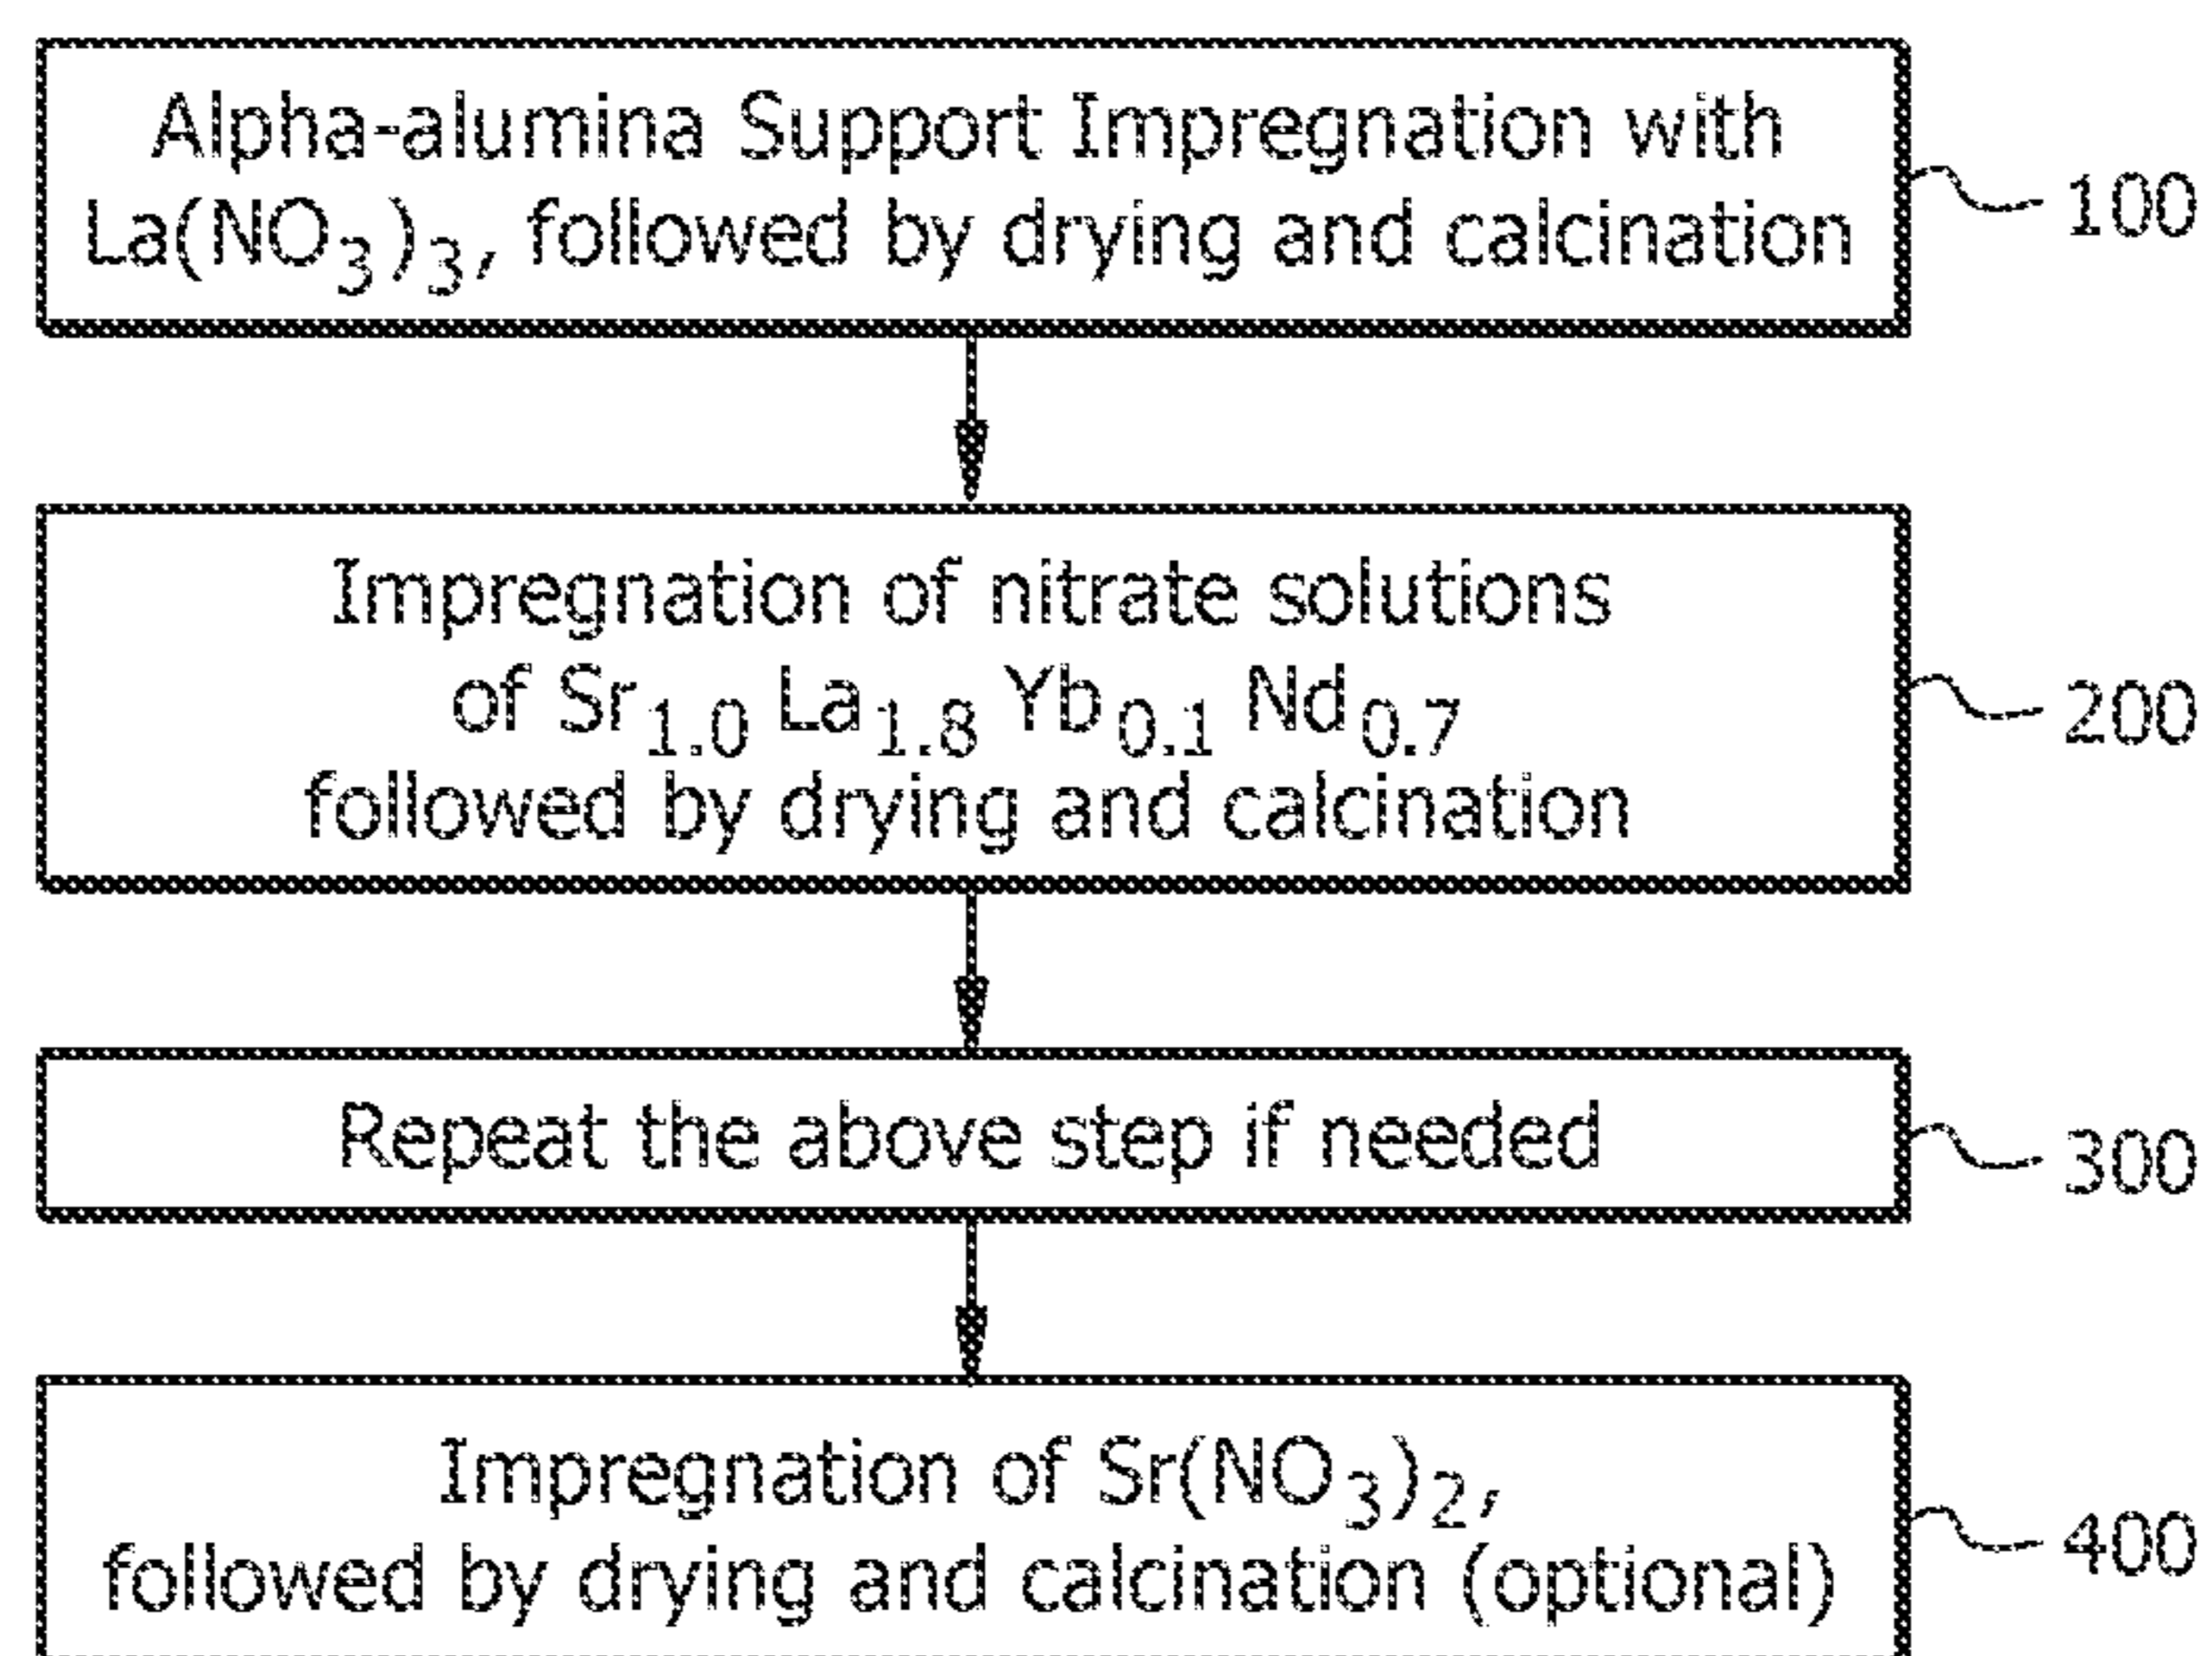 Alpha-alumina Support Impregnation with
La(NO3)3, followed by drying and calcination
100
Impregnation of nitrate solutions
of Sr1.0 La1.8 Yb0.1 Nd0.7
followed by drying and calcination
200
Repeat the above step if needed
300
Impregnation of Sr(NO3)2,
followed by drying and calcination (optional)
400